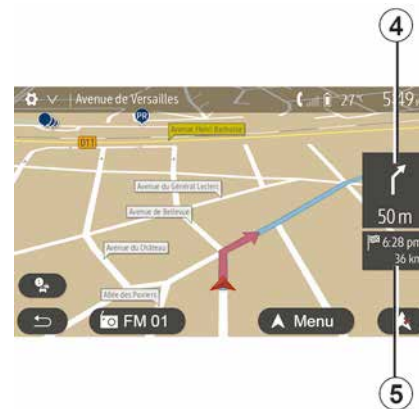 4
Avenue de Versailles
27°
5:49
PR
Avenue Henri Barbusse
D11
Avenue du Général Leclerc
50 m
Avenue de Bellevue
6:28 pm
Avenue du Château
36 km
Allée des Poiriers
FM 01
Menu
5